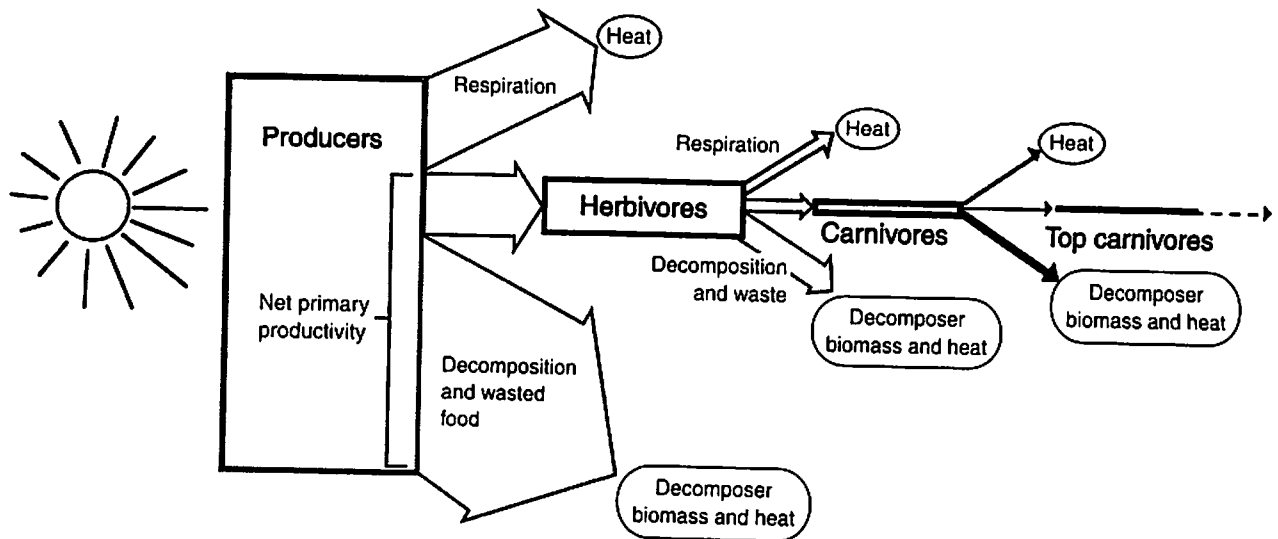 Heat
Respiration
Producers
Net primary
productivity
Decomposition
and wasted
food
Decomposer
biomass and heat
Herbivores
Respiration
Heat
Decomposition
and waste
Decomposer
biomass and heat
Carnivores
Heat
Top carnivores
Decomposer
biomass and heat